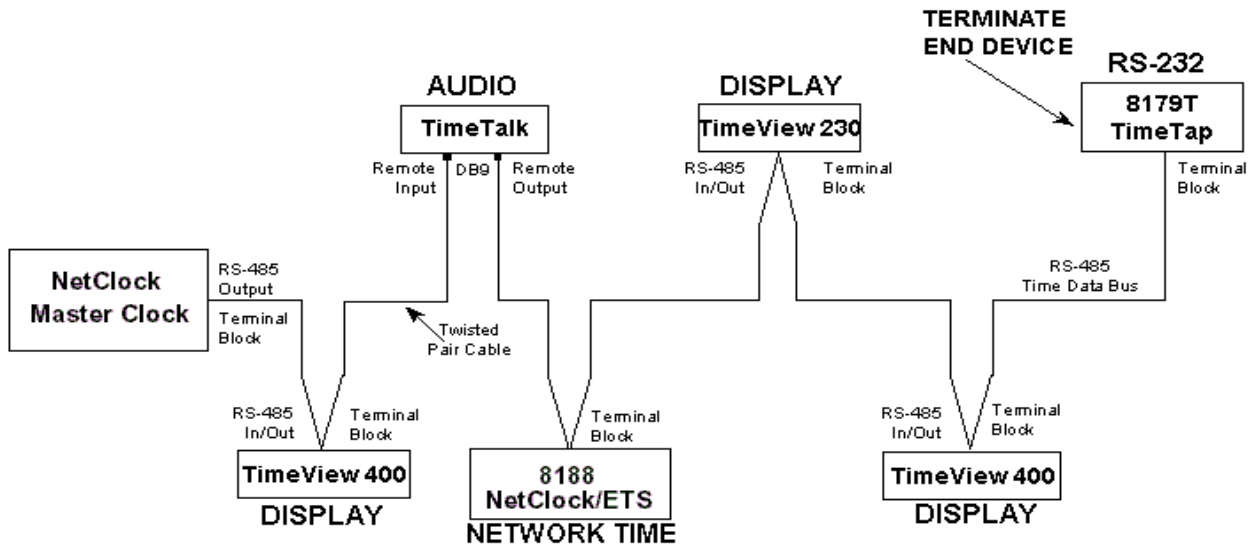 TERMINATE
END DEVICE
RS-232
8179T
TimeTap
Terminal
Block
AUDIO
TimeTalk
Remote
Input
DB9
Remote
Output
DISPLAY
TimeView 230
RS-485
In/Out
Terminal
Block
NetClock
Master Clock
RS-485
Output
Terminal
Block
Twisted
Pair Cable
RS-485
Time Data Bus
RS-485
In/Out
Terminal
Block
TimeView 400
DISPLAY
Terminal
Block
8188
NetClock/ETS
NETWORK TIME
RS-485
In/Out
Terminal
Block
TimeView 400
DISPLAY